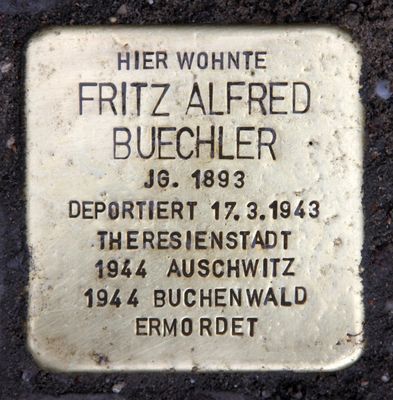 HIER WOHNTE
FRITZ ALFRED
BUECHLER
JG. 1893
DEPORTIERT 17.3.1943
THERESIENSTADT
1944 AUSCHWITZ
1944 BUCHENWALD
ERMORDET